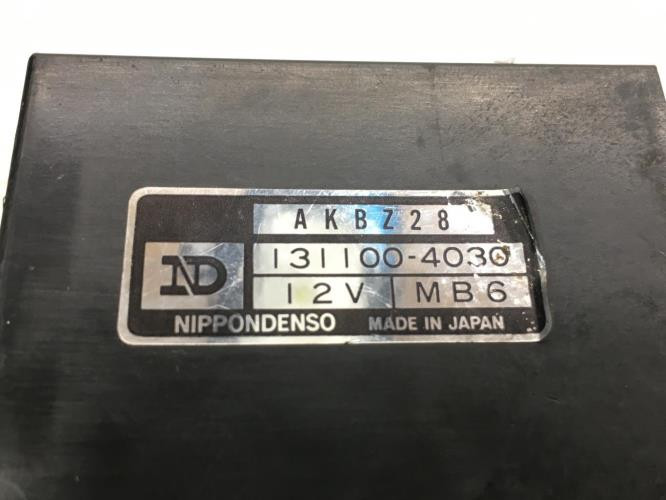 AKBZ28
ND 131100-4030
12V MB6
NIPPONDENSO MADE IN JAPAN